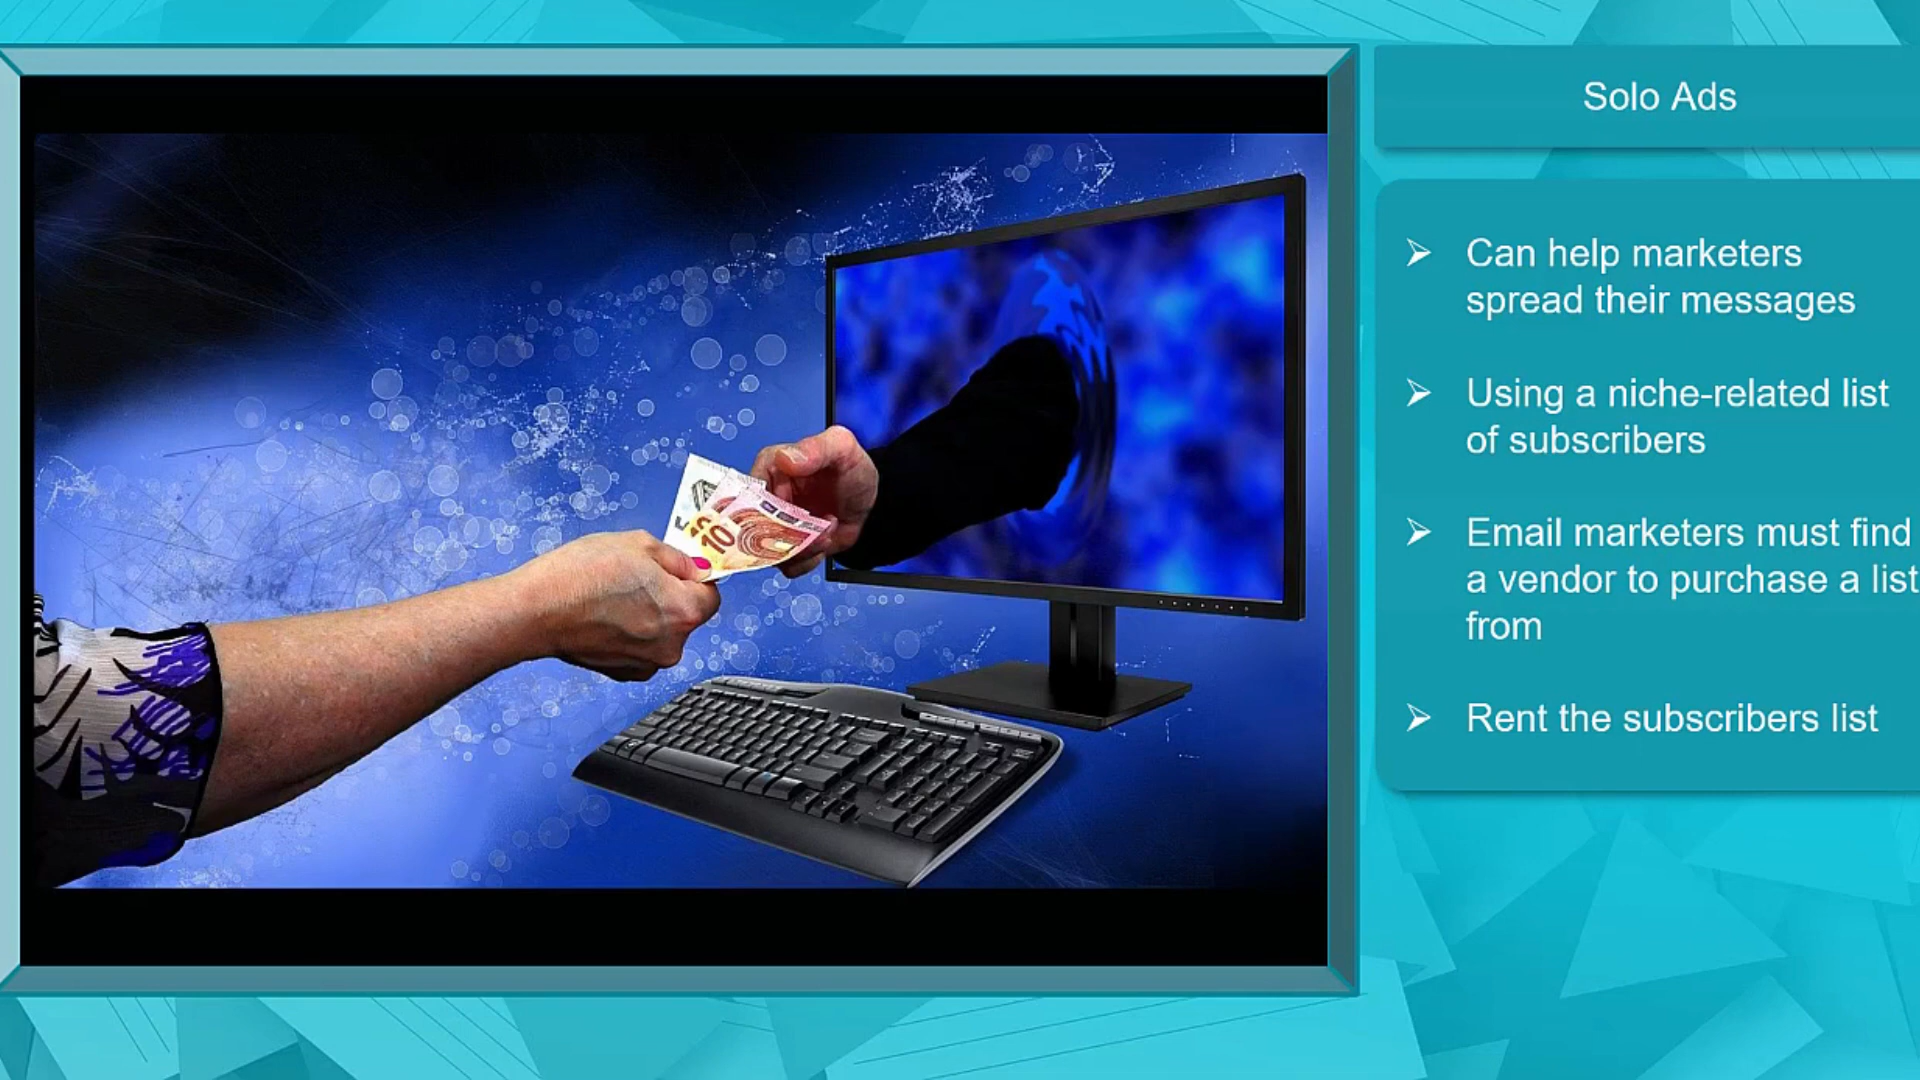 Solo Ads
Can help marketers
spread their messages
Using a niche-related list
of subscribers
Email marketers must find
a vendor to purchase a list
from
Rent the subscribers list
10